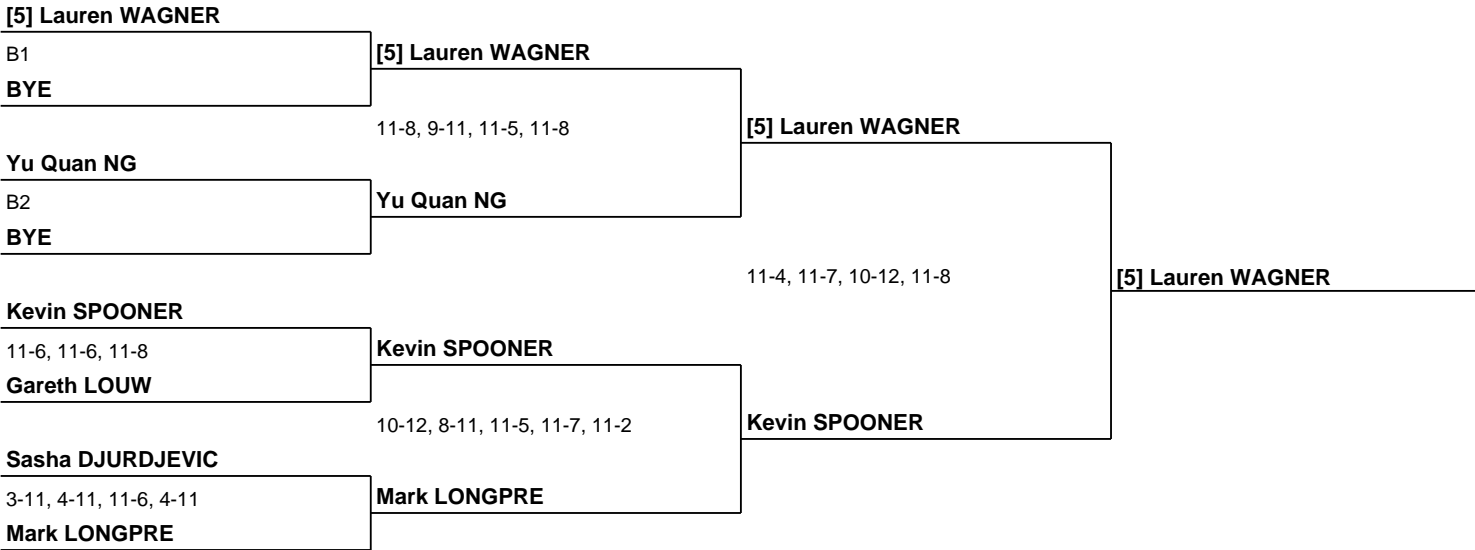 [5] Lauren WAGNER
B1
BYE
[5] Lauren WAGNER
11-8, 9-11, 11-5, 11-8
[5] Lauren WAGNER
Yu Quan NG
B2
BYE
Yu Quan NG
11-4, 11-7, 10-12, 11-8
[5] Lauren WAGNER
Kevin SPOONER
11-6, 11-6, 11-8
Gareth LOUW
Kevin SPOONER
10-12, 8-11, 11-5, 11-7, 11-2
Kevin SPOONER
Sasha DJURDJEVIC
3-11, 4-11, 11-6, 4-11
Mark LONGPRE
Mark LONGPRE